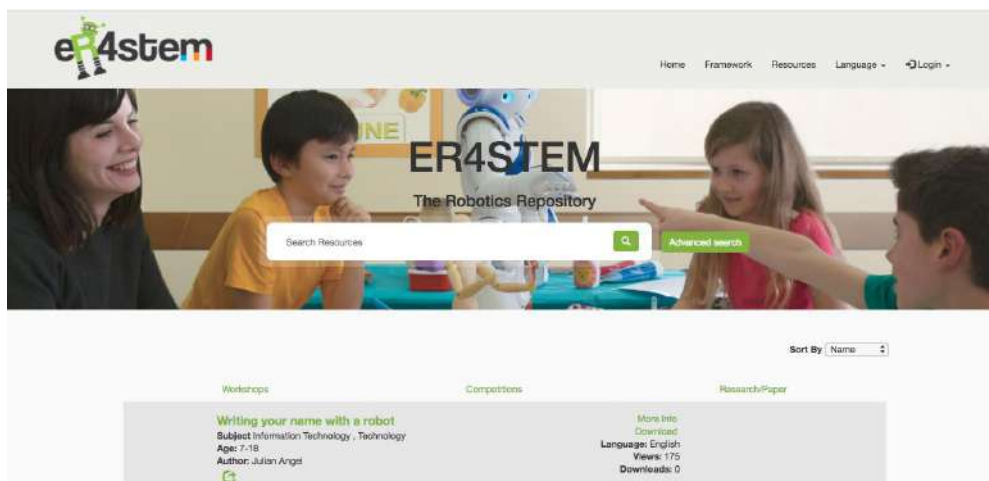 eR4stem
Home Framework Resources Language Login
INE
ER4STEM
The Robotics Repository
Search Resources
Advanced search
Sort By Name
Workshops Competitions Research/Paper
Writing your name with a robot
More Info
Subject Information Technology , Technology
Download
Age: 7-18
Language: English
Author: Julian Angel
Views: 175
Downloads: 0